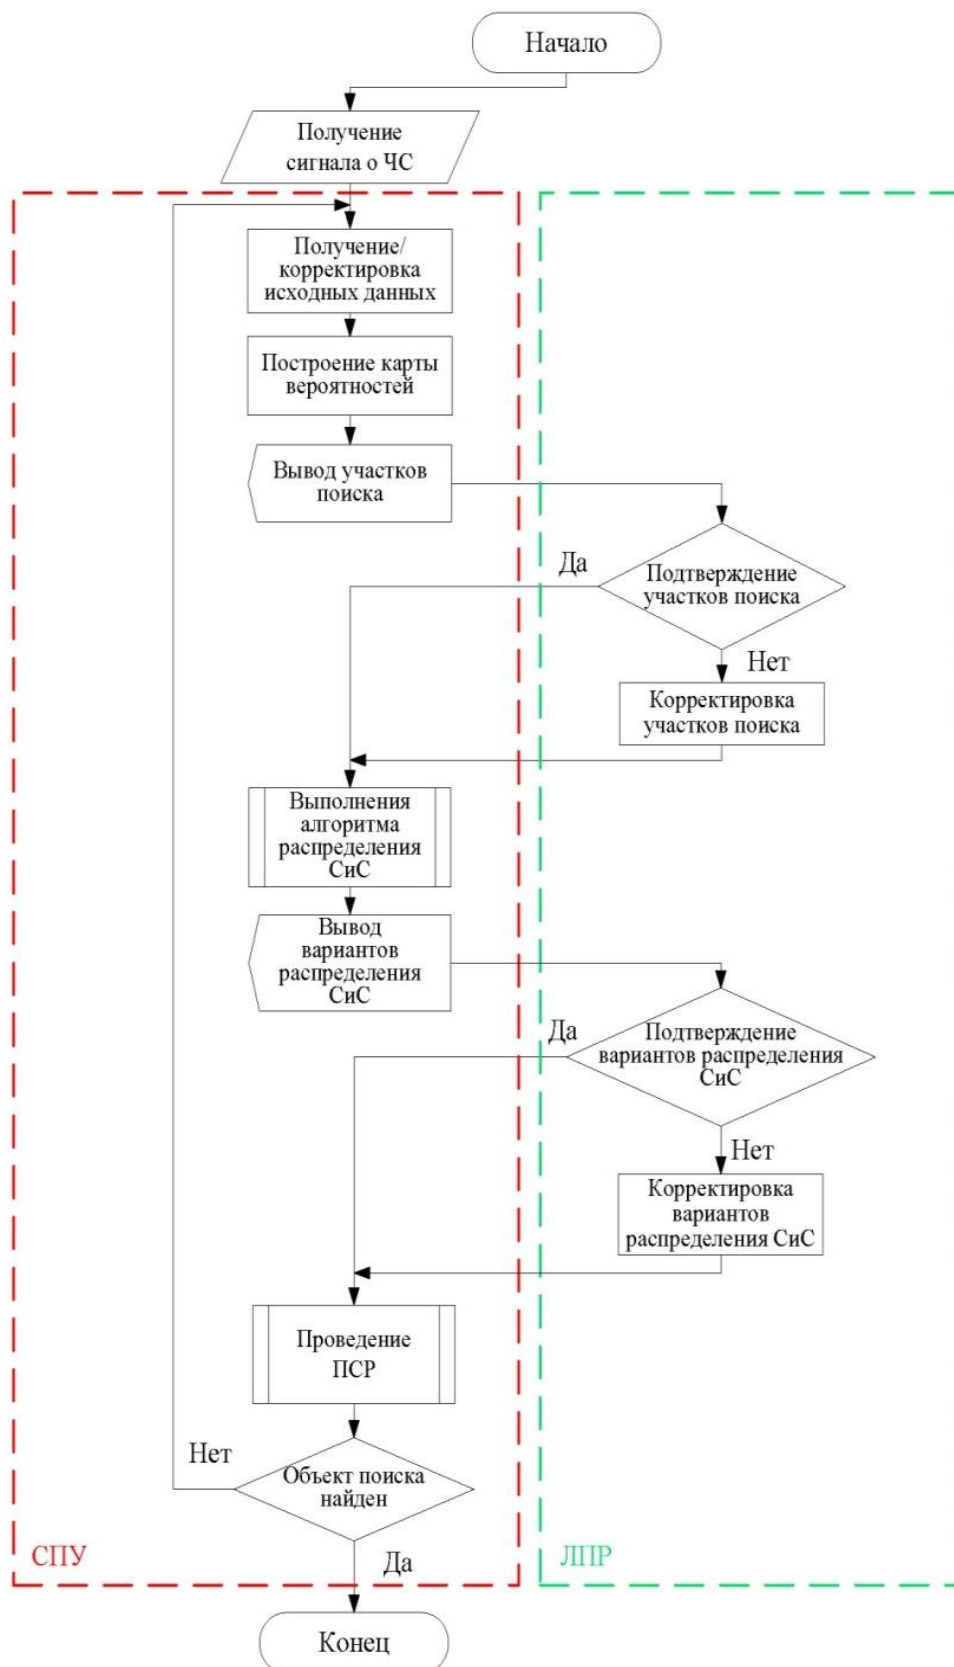 Начало
Получение
сигнала о ЧС
Получение/
корректировка
исходных данных
Построение карты
вероятностей
Вывод участков
поиска
Да
Подтверждение
участков поиска
Нет
Корректировка
участков поиска
Выполнения
алгоритма
распределения
СиС
Вывод
вариантов
распределения
СиС
Да
Подтверждение
вариантов распределения
СиС
Нет
Корректировка
вариантов
распределения СиС
Проведение
ПСР
Нет
Объект поиска
найден
СПУ
ЛПР
Да
Конец